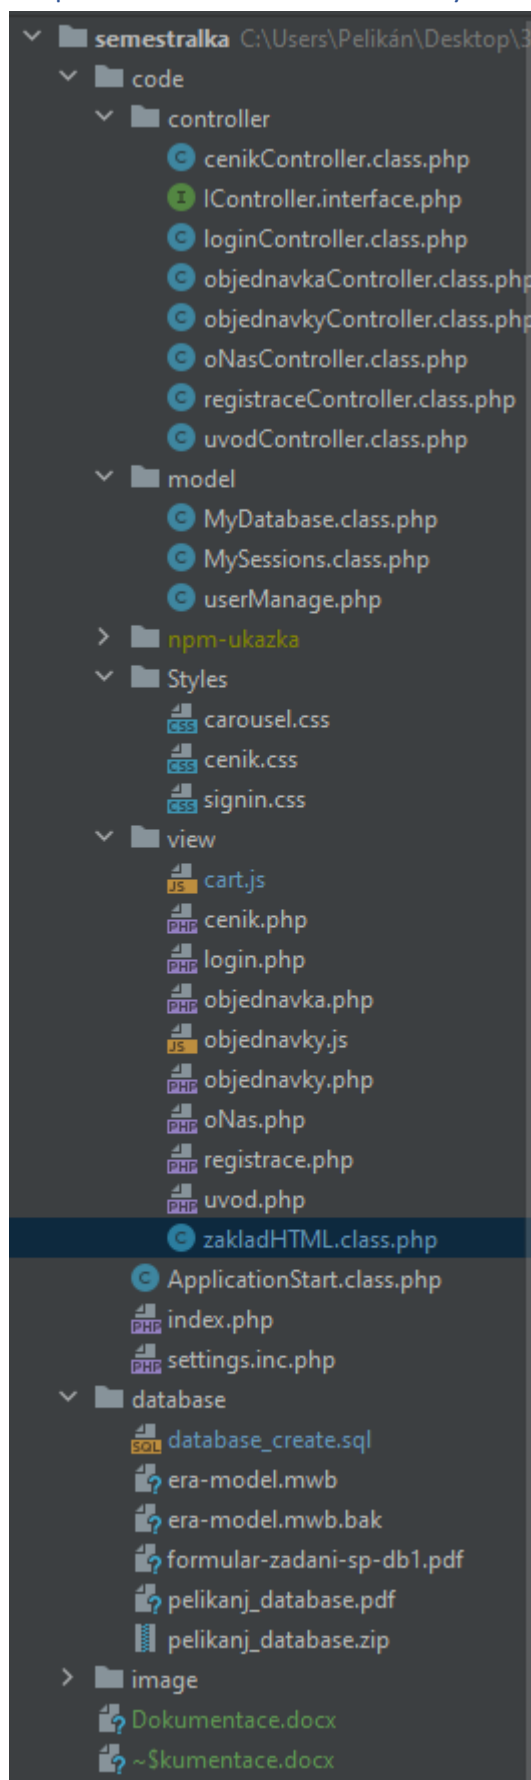 semestralka C:\Users\Pelikán\Desktop\3
code
controller
cenikController.class.php
IController.interface.php
loginController.class.php
objednavkaController.class.php
objednavkyController.class.php
oNasController.class.php
registraceController.class.php
uvodController.class.php
model
MyDatabase.class.php
MySessions.class.php
userManage.php
npm-ukazka
Styles
carousel.css
cenik.css
signin.css
view
cart.js
cenik.php
login.php
objednavka.php
objednavky.js
objednavky.php
oNas.php
registrace.php
uvod.php
zakladHTML.class.php
ApplicationStart.class.php
index.php
settings.inc.php
database
database_create.sql
era-model.mwb
era-model.mwb.bak
formular-zadani-sp-db1.pdf
pelikanj_database.pdf
pelikanj_database.zip
image
Dokumentace.docx
~$kumentace.docx